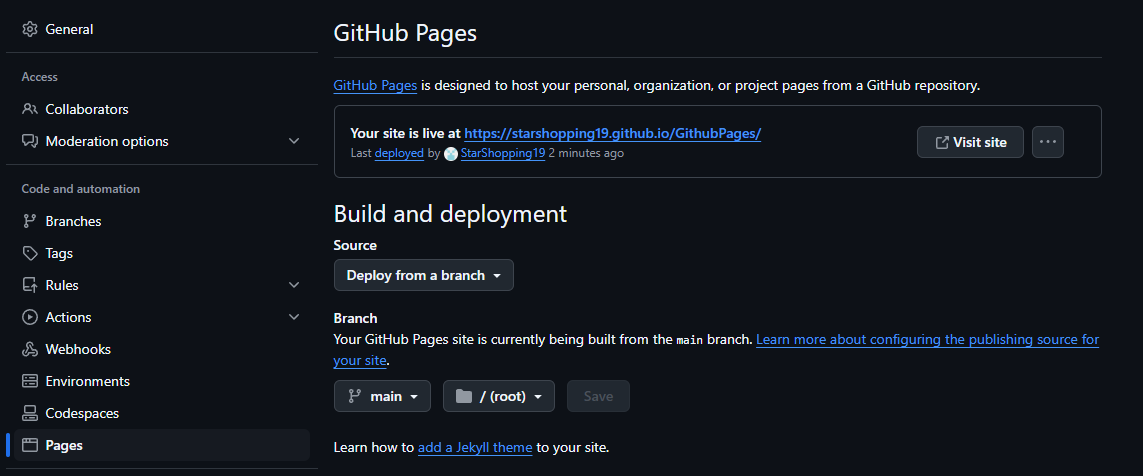 General
Access
Collaborators
Moderation options
Code and automation
Branches
Tags
Rules
Actions
Webhooks
Environments
Codespaces
Pages
GitHub Pages
GitHub Pages is designed to host your personal, organization, or project pages from a GitHub repository.
Your site is live at https://starshopping19.github.io/GithubPages/
Last deployed by StarShopping19 2 minutes ago
Visit site
Build and deployment
Source
Deploy from a branch
Branch
Your GitHub Pages site is currently being built from the main branch. Learn more about configuring the publishing source for
your site.
main
/ (root)
Save
Learn how to add a Jekyll theme to your site.